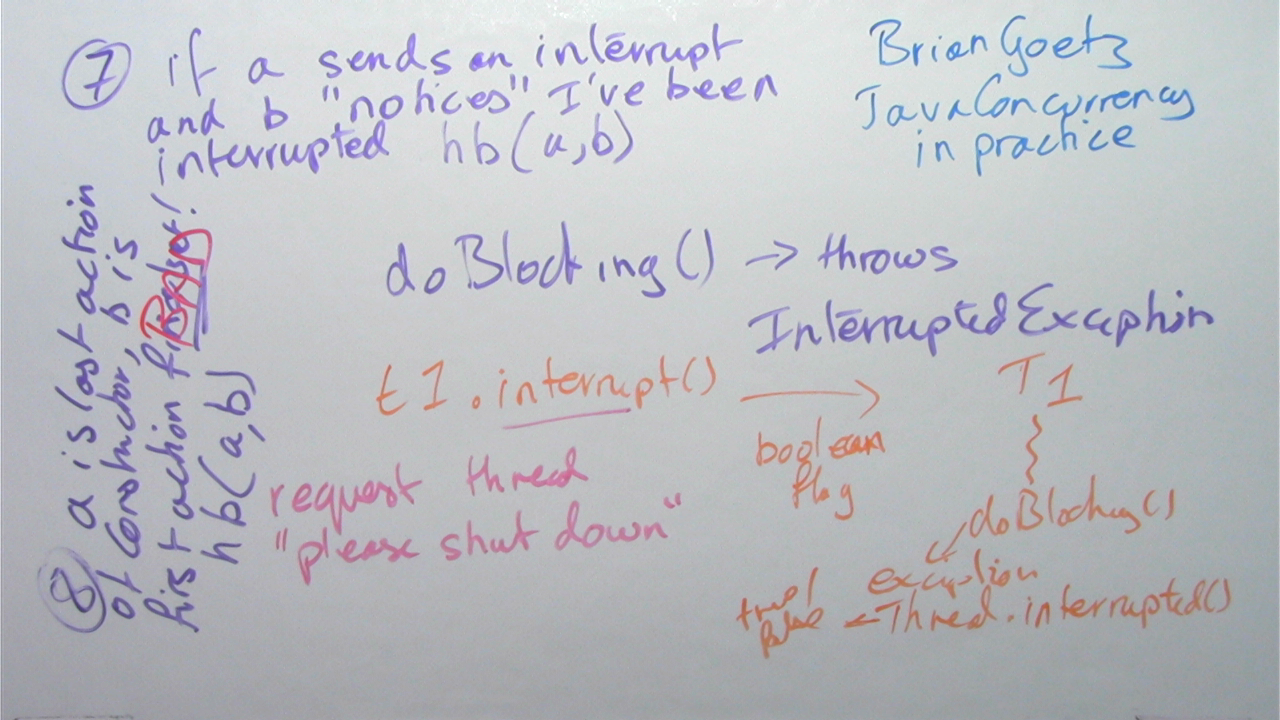 7 if a sends an interrupt
and b "notices" I've been
interrupted hb(a,b)
Brian Goetz
Java Concurrency
in practice
doBlocking() → throws
InterruptedException
t1.interrupt() → T1
boolean
flag
request thread
"please shut down"
doBlocking()
exception
true/
false ← Thread.interrupted()
8 a is last action
of constructor, b is
first action
hb(a,b)